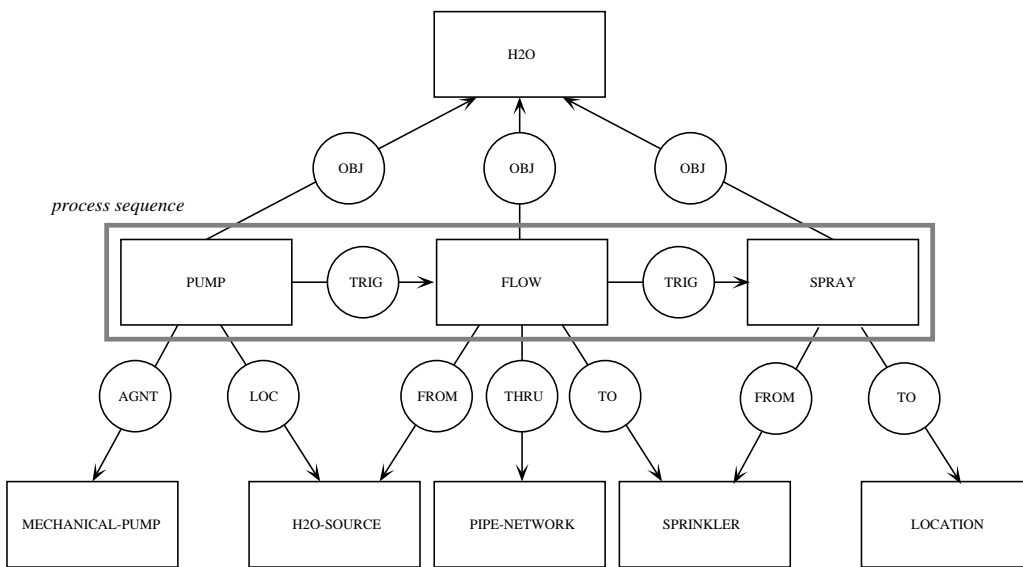 H2O
OBJ OBJ OBJ
process sequence
PUMP TRIG FLOW TRIG SPRAY
AGNT LOC FROM THRU TO FROM TO
MECHANICAL-PUMP H2O-SOURCE PIPE-NETWORK SPRINKLER LOCATION